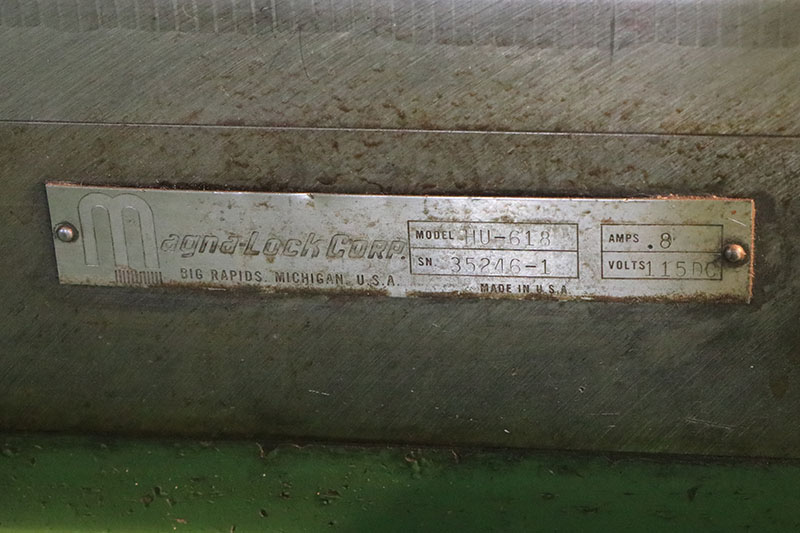 Magna-Lock Corp.
BIG RAPIDS, MICHIGAN, U.S.A.
MODEL HU-618
SN. 35246-1
MADE IN U.S.A
AMPS .8
VOLTS 115DC